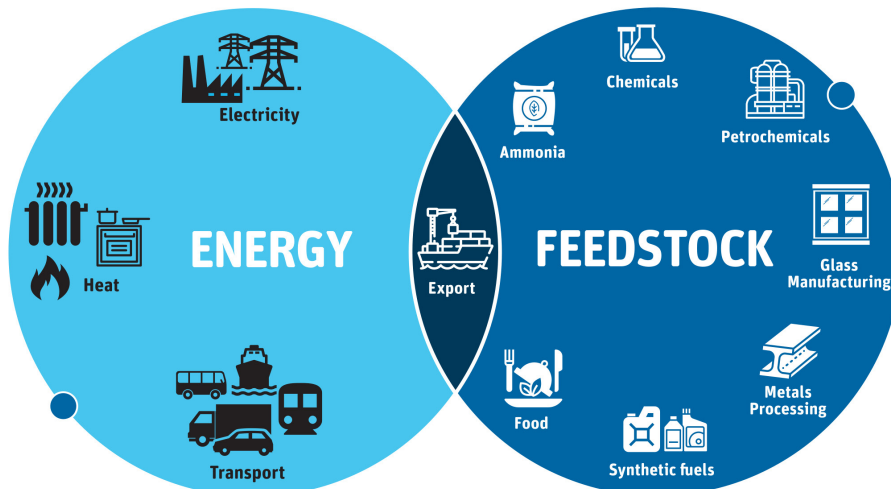 Electricity
Heat
ENERGY
Transport
Export
Chemicals
Ammonia
Petrochemicals
FEEDSTOCK
Glass
Manufacturing
Metals
Processing
Food
Synthetic fuels